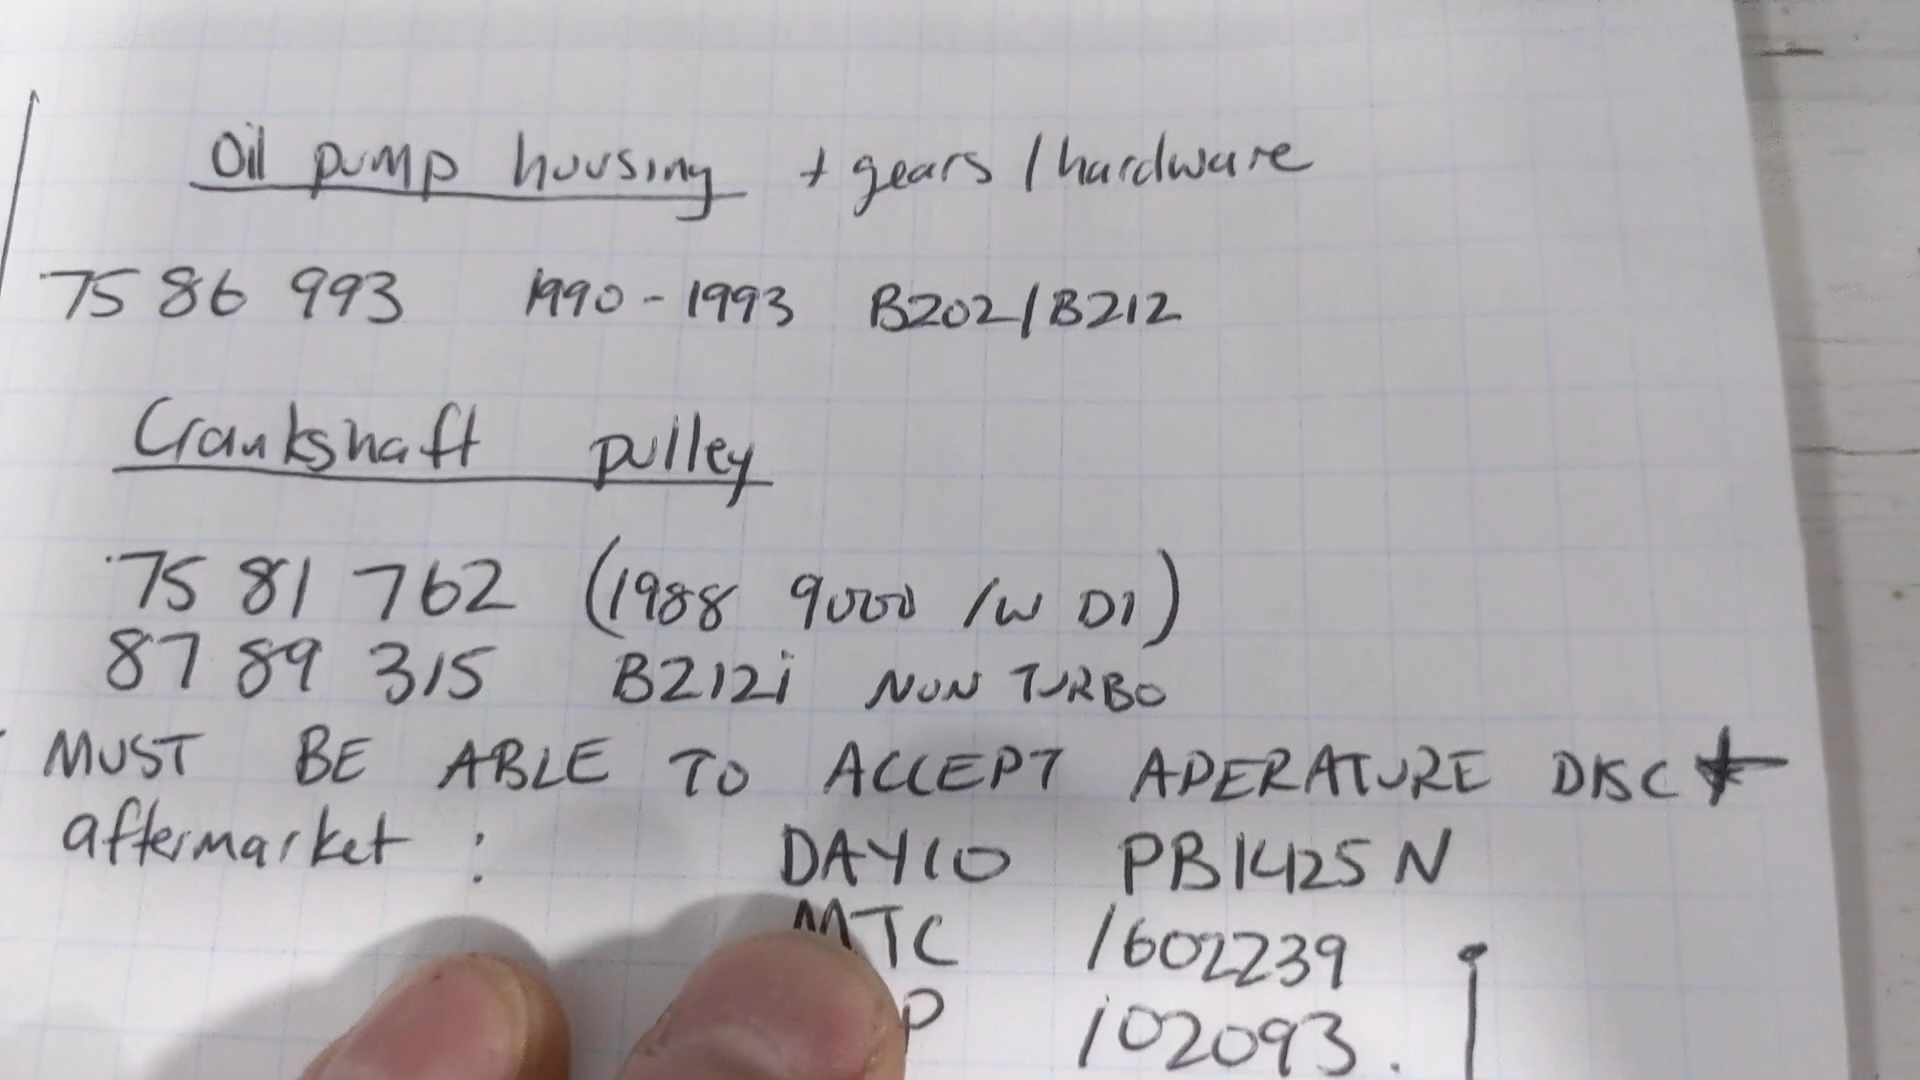 Oil pump housing + gears / hardware
75 86 993 1990 - 1993 B202/B212
Crankshaft pulley
75 81 762 (1988 9000 /w DI)
87 89 315 B212i NON TURBO
MUST BE ABLE TO ACCEPT APERATURE DISC
aftermarket : DAYCO PB1425N
MTC 1602239
102093.